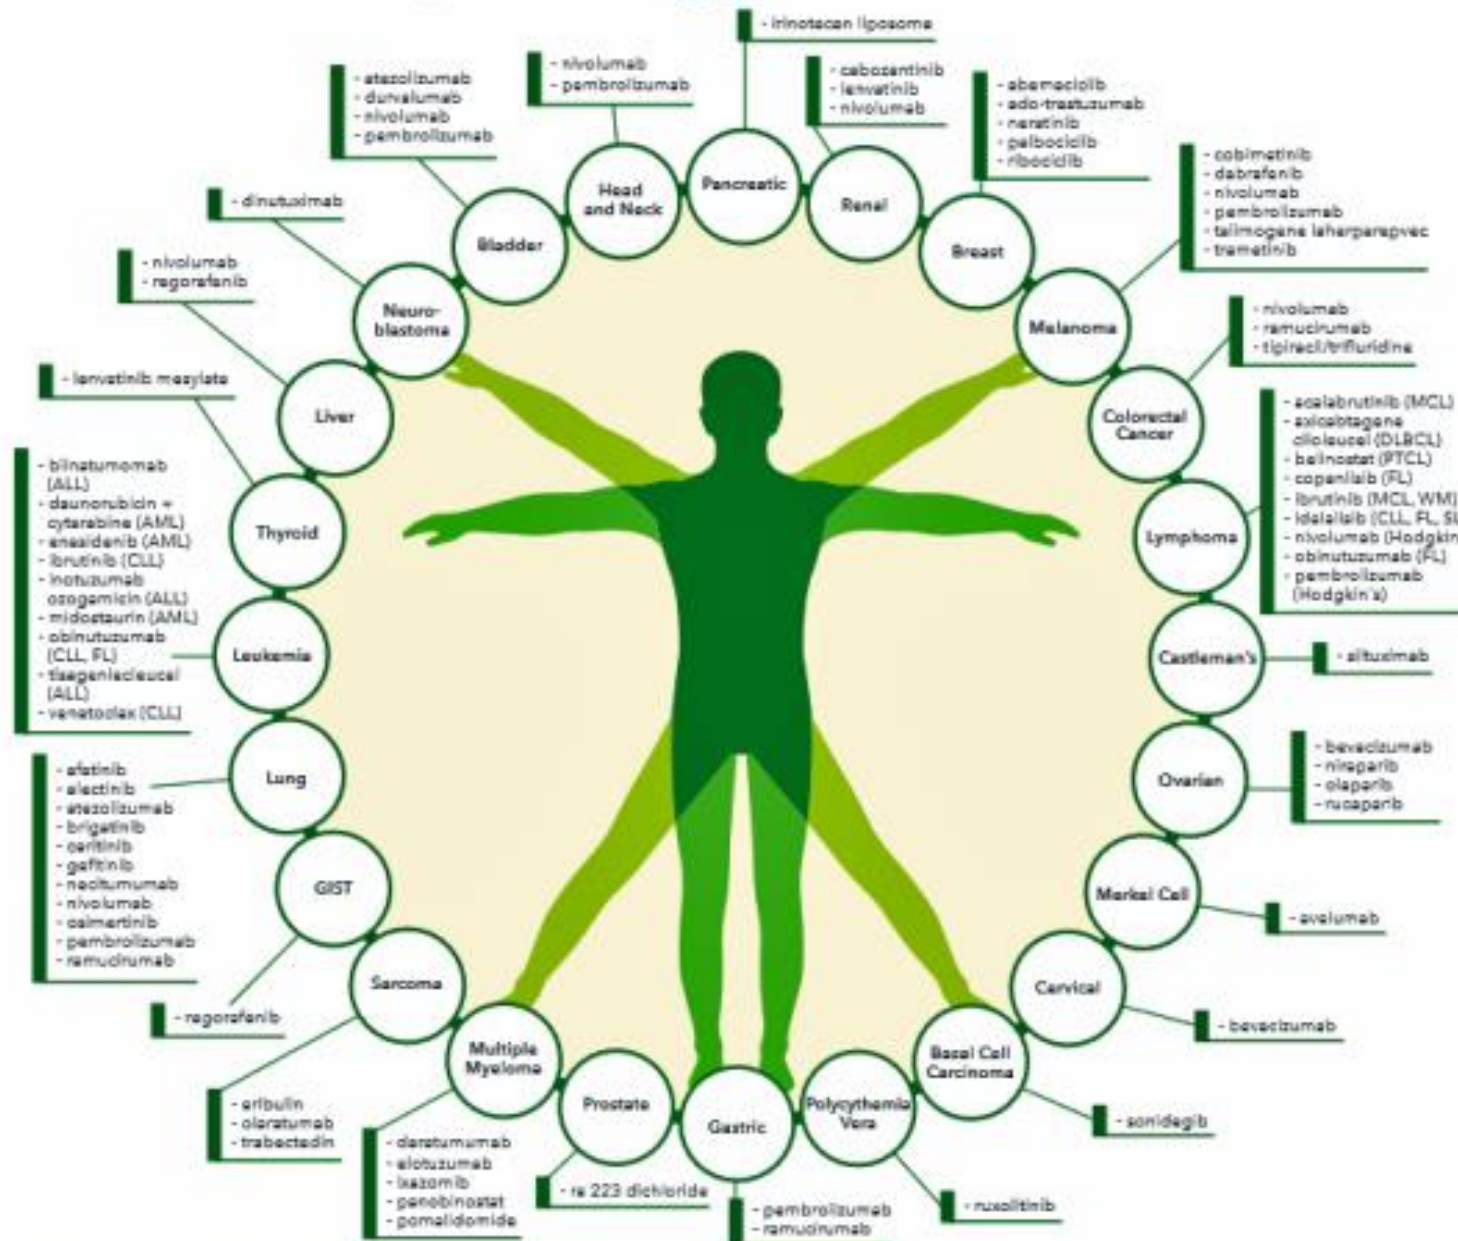 - irinotecan liposome
Pancreatic
- cabozantinib
- lenvatinib
- nivolumab
Renal
- abemaciclib
- ado-trastuzumab
- neratinib
- palbociclib
- ribociclib
Breast
- cobimetinib
- dabrafenib
- nivolumab
- pembrolizumab
- talimogene laherparepvec
- trametinib
Melanoma
- nivolumab
- ramucirumab
- tipiracil/trifluridine
Colorectal
Cancer
- acalabrutinib (MCL)
- axicabtagene
ciloleucel (DLBCL)
- belinostat (PTCL)
- copanlisib (FL)
- ibrutinib (MCL, WM)
- idelalisib (CLL, FL, SL
- nivolumab (Hodgkin
- obinutuzumab (FL)
- pembrolizumab
(Hodgkin's)
Lymphoma
- siltuximab
Castleman's
- bevacizumab
- niraparib
- olaparib
- rucaparib
Ovarian
- avelumab
Merkel Cell
- bevacizumab
Cervical
- sonidegib
Basal Cell
Carcinoma
- ruxolitinib
Polycythemia
Vera
- pembrolizumab
- ramucirumab
Gastric
- ra 223 dichloride
Prostate
- daratumumab
- elotuzumab
- ixazomib
- panobinostat
- pomalidomide
Multiple
Myeloma
- eribulin
- olaratumab
- trabectedin
Sarcoma
- regorafenib
GIST
- afatinib
- alectinib
- atezolizumab
- brigatinib
- ceritinib
- gefitinib
- necitumumab
- nivolumab
- osimertinib
- pembrolizumab
- ramucirumab
Lung
- blinatumomab
(ALL)
- daunorubicin +
cytarabine (AML)
- enasidenib (AML)
- ibrutinib (CLL)
- inotuzumab
ozogamicin (ALL)
- midostaurin (AML)
- obinutuzumab
(CLL, FL)
- tisagenlecleucel
(ALL)
- venetoclax (CLL)
Leukemia
- lenvatinib mesylate
Thyroid
- nivolumab
- regorafenib
Liver
- dinutuximab
Neuro-
blastoma
- atezolizumab
- durvalumab
- nivolumab
- pembrolizumab
Bladder
- nivolumab
- pembrolizumab
Head
and Neck